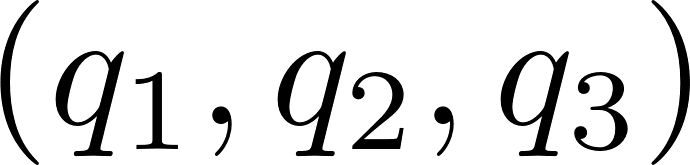 (q₁, q₂, q₃)